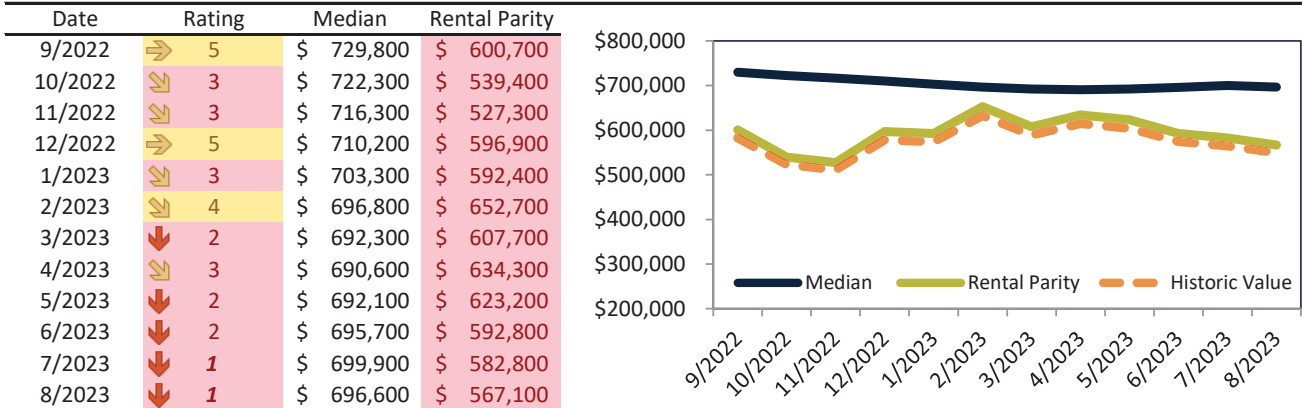 Date Rating Median Rental Parity
9/2022 5 $ 729,800 $ 600,700
10/2022 3 $ 722,300 $ 539,400
11/2022 3 $ 716,300 $ 527,300
12/2022 5 $ 710,200 $ 596,900
1/2023 3 $ 703,300 $ 592,400
2/2023 4 $ 696,800 $ 652,700
3/2023 2 $ 692,300 $ 607,700
4/2023 3 $ 690,600 $ 634,300
5/2023 2 $ 692,100 $ 623,200
6/2023 2 $ 695,700 $ 592,800
7/2023 1 $ 699,900 $ 582,800
8/2023 1 $ 696,600 $ 567,100
$800,000
$700,000
$600,000
$500,000
$400,000
$300,000
$200,000
Median Rental Parity Historic Value
9/2022 10/2022 11/2022 12/2022 1/2023 2/2023 3/2023 4/2023 5/2023 6/2023 7/2023 8/2023